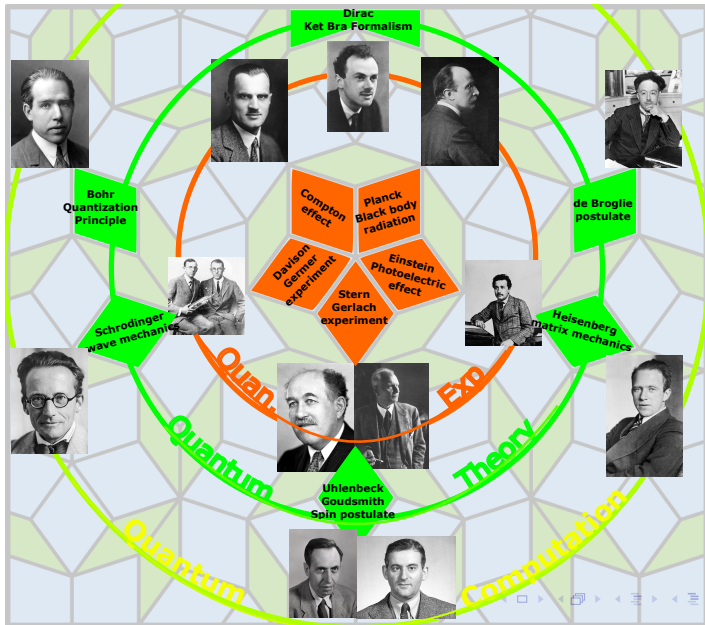 Dirac
Ket Bra Formalism
Bohr
Quantization
Principle
Compton
effect
Planck
Black body
radiation
de Broglie
postulate
Davison
Germer
experiment
Einstein
Photoelectric
effect
Stern
Gerlach
experiment
Schrodinger
wave mechanics
Heisenberg
matrix mechanics
Quan. Exp
Quantum Theory
Uhlenbeck
Goudsmith
Spin postulate
Quantum Computation